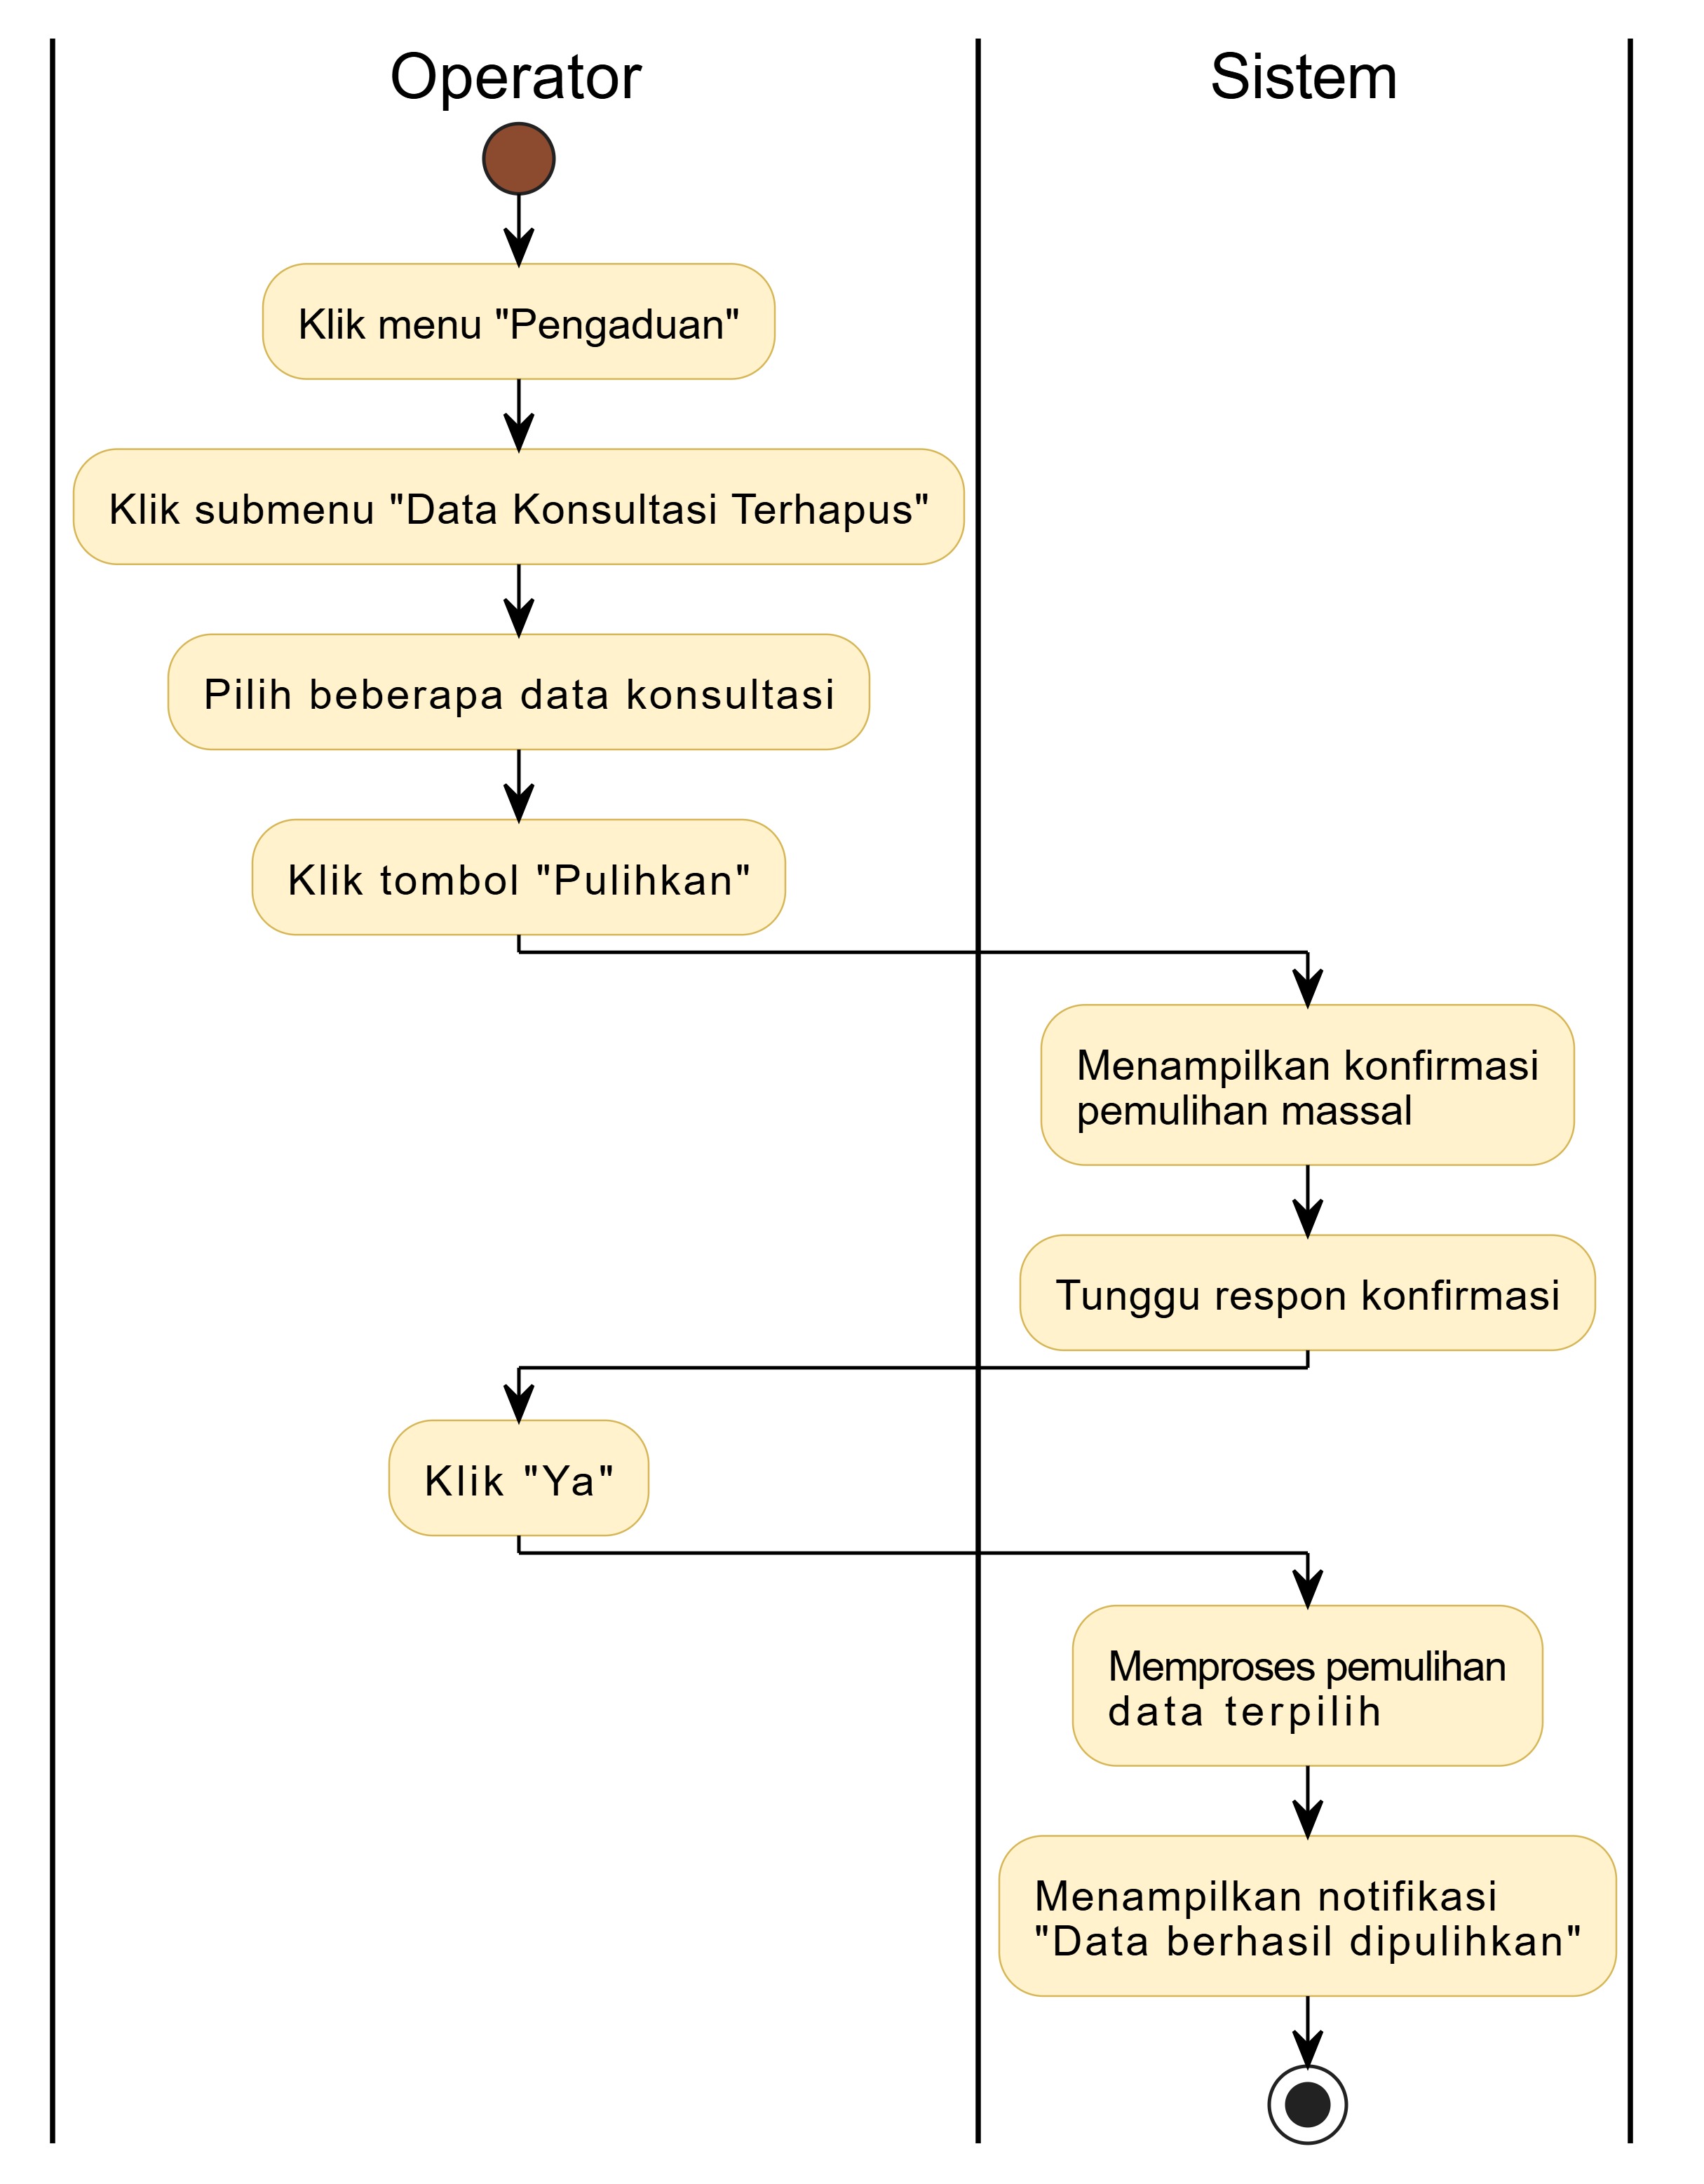 Operator
Sistem
Klik menu "Pengaduan"
Klik submenu "Data Konsultasi Terhapus"
Pilih beberapa data konsultasi
Klik tombol "Pulihkan"
Menampilkan konfirmasi
pemulihan massal
Tunggu respon konfirmasi
Klik "Ya"
Memproses pemulihan
data terpilih
Menampilkan notifikasi
"Data berhasil dipulihkan"